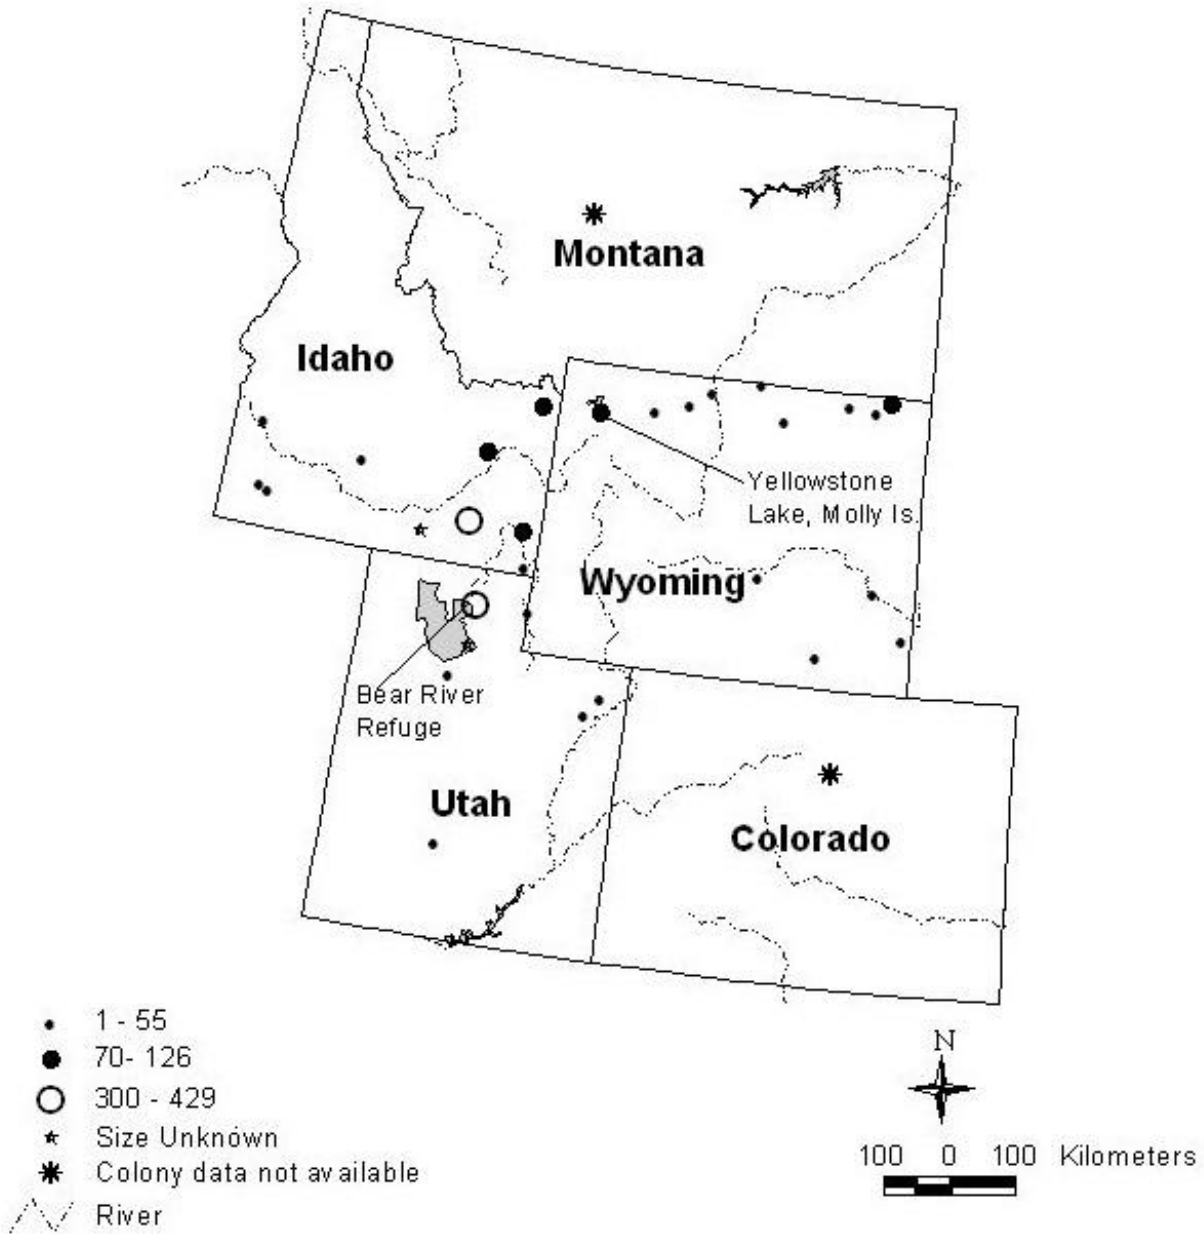 Montana
Idaho
Yellowstone
Lake, Molly Is.
Wyoming
Bear River
Refuge
Utah
Colorado
1 - 55
70- 126
300 - 429
Size Unknown
Colony data not available
River
N
100 0 100 Kilometers